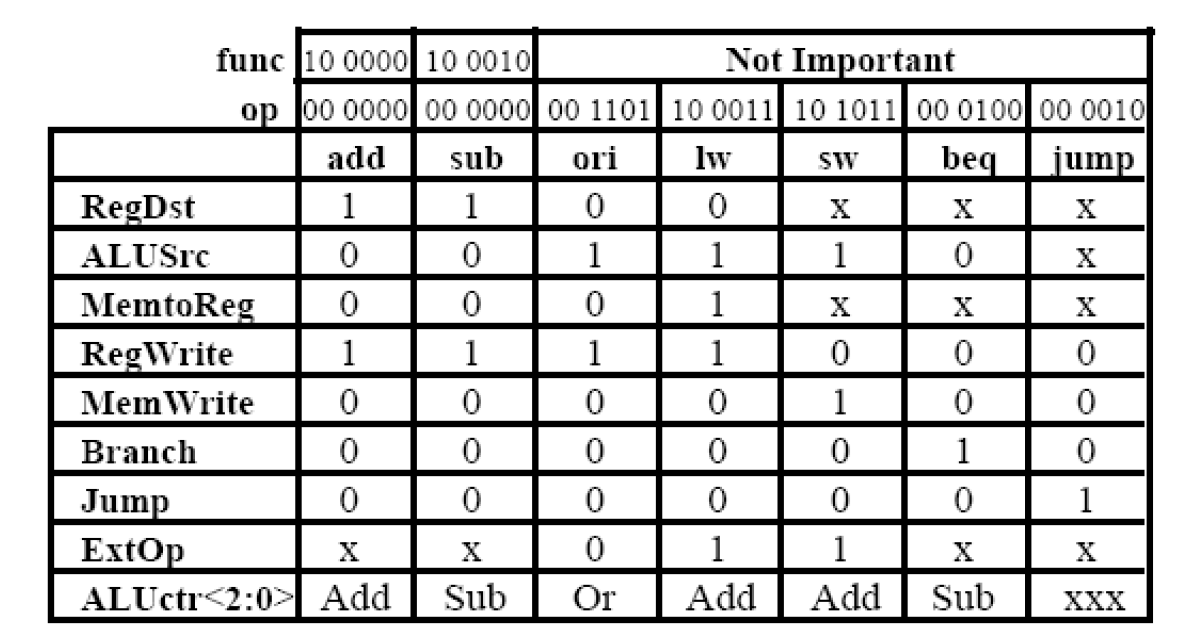 func 10 0000 10 0010 Not Important
op 00 0000 00 0000 00 1101 10 0011 10 1011 00 0100 00 0010
add sub ori lw sw beq jump
RegDst 1 1 0 0 x x x
ALUSrc 0 0 1 1 1 0 x
MemtoReg 0 0 0 1 x x x
RegWrite 1 1 1 1 0 0 0
MemWrite 0 0 0 0 1 0 0
Branch 0 0 0 0 0 1 0
Jump 0 0 0 0 0 0 1
ExtOp x x 0 1 1 x x
ALUctr<2:0> Add Sub Or Add Add Sub xxx